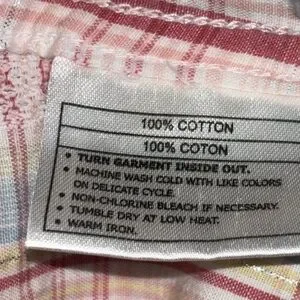 100% COTTON
100% COTON
• TURN GARMENT INSIDE OUT.
• MACHINE WASH COLD WITH LIKE COLORS
ON DELICATE CYCLE.
• NON-CHLORINE BLEACH IF NECESSARY.
• TUMBLE DRY AT LOW HEAT.
• WARM IRON.